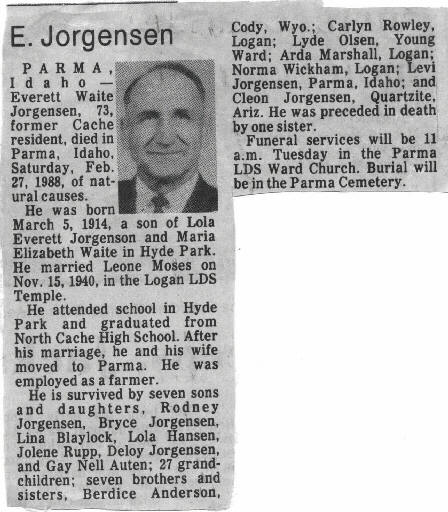 E. Jorgensen
PARMA,
Idaho —
Everett Waite
Jorgensen, 73,
former Cache
resident, died in
Parma, Idaho,
Saturday, Feb.
27, 1988, of nat-
ural causes.
He was born
March 5, 1914, a son of Lola
Everett Jorgenson and Maria
Elizabeth Waite in Hyde Park.
He married Leone Moses on
Nov. 15, 1940, in the Logan LDS
Temple.
He attended school in Hyde
Park and graduated from
North Cache High School. After
his marriage, he and his wife
moved to Parma. He was
employed as a farmer.
He is survived by seven sons
and daughters, Rodney
Jorgensen, Bryce Jorgensen,
Lina Blaylock, Lola Hansen,
Jolene Rupp, Deloy Jorgensen,
and Gay Nell Auten; 27 grand-
children; seven brothers and
sisters, Berdice Anderson,
Cody, Wyo.; Carlyn Rowley,
Logan; Lyde Olsen, Young
Ward; Arda Marshall, Logan;
Norma Wickham, Logan; Levi
Jorgensen, Parma, Idaho; and
Cleon Jorgensen, Quartzite,
Ariz. He was preceded in death
by one sister.
Funeral services will be 11
a.m. Tuesday in the Parma
LDS Ward Church. Burial will
be in the Parma Cemetery.